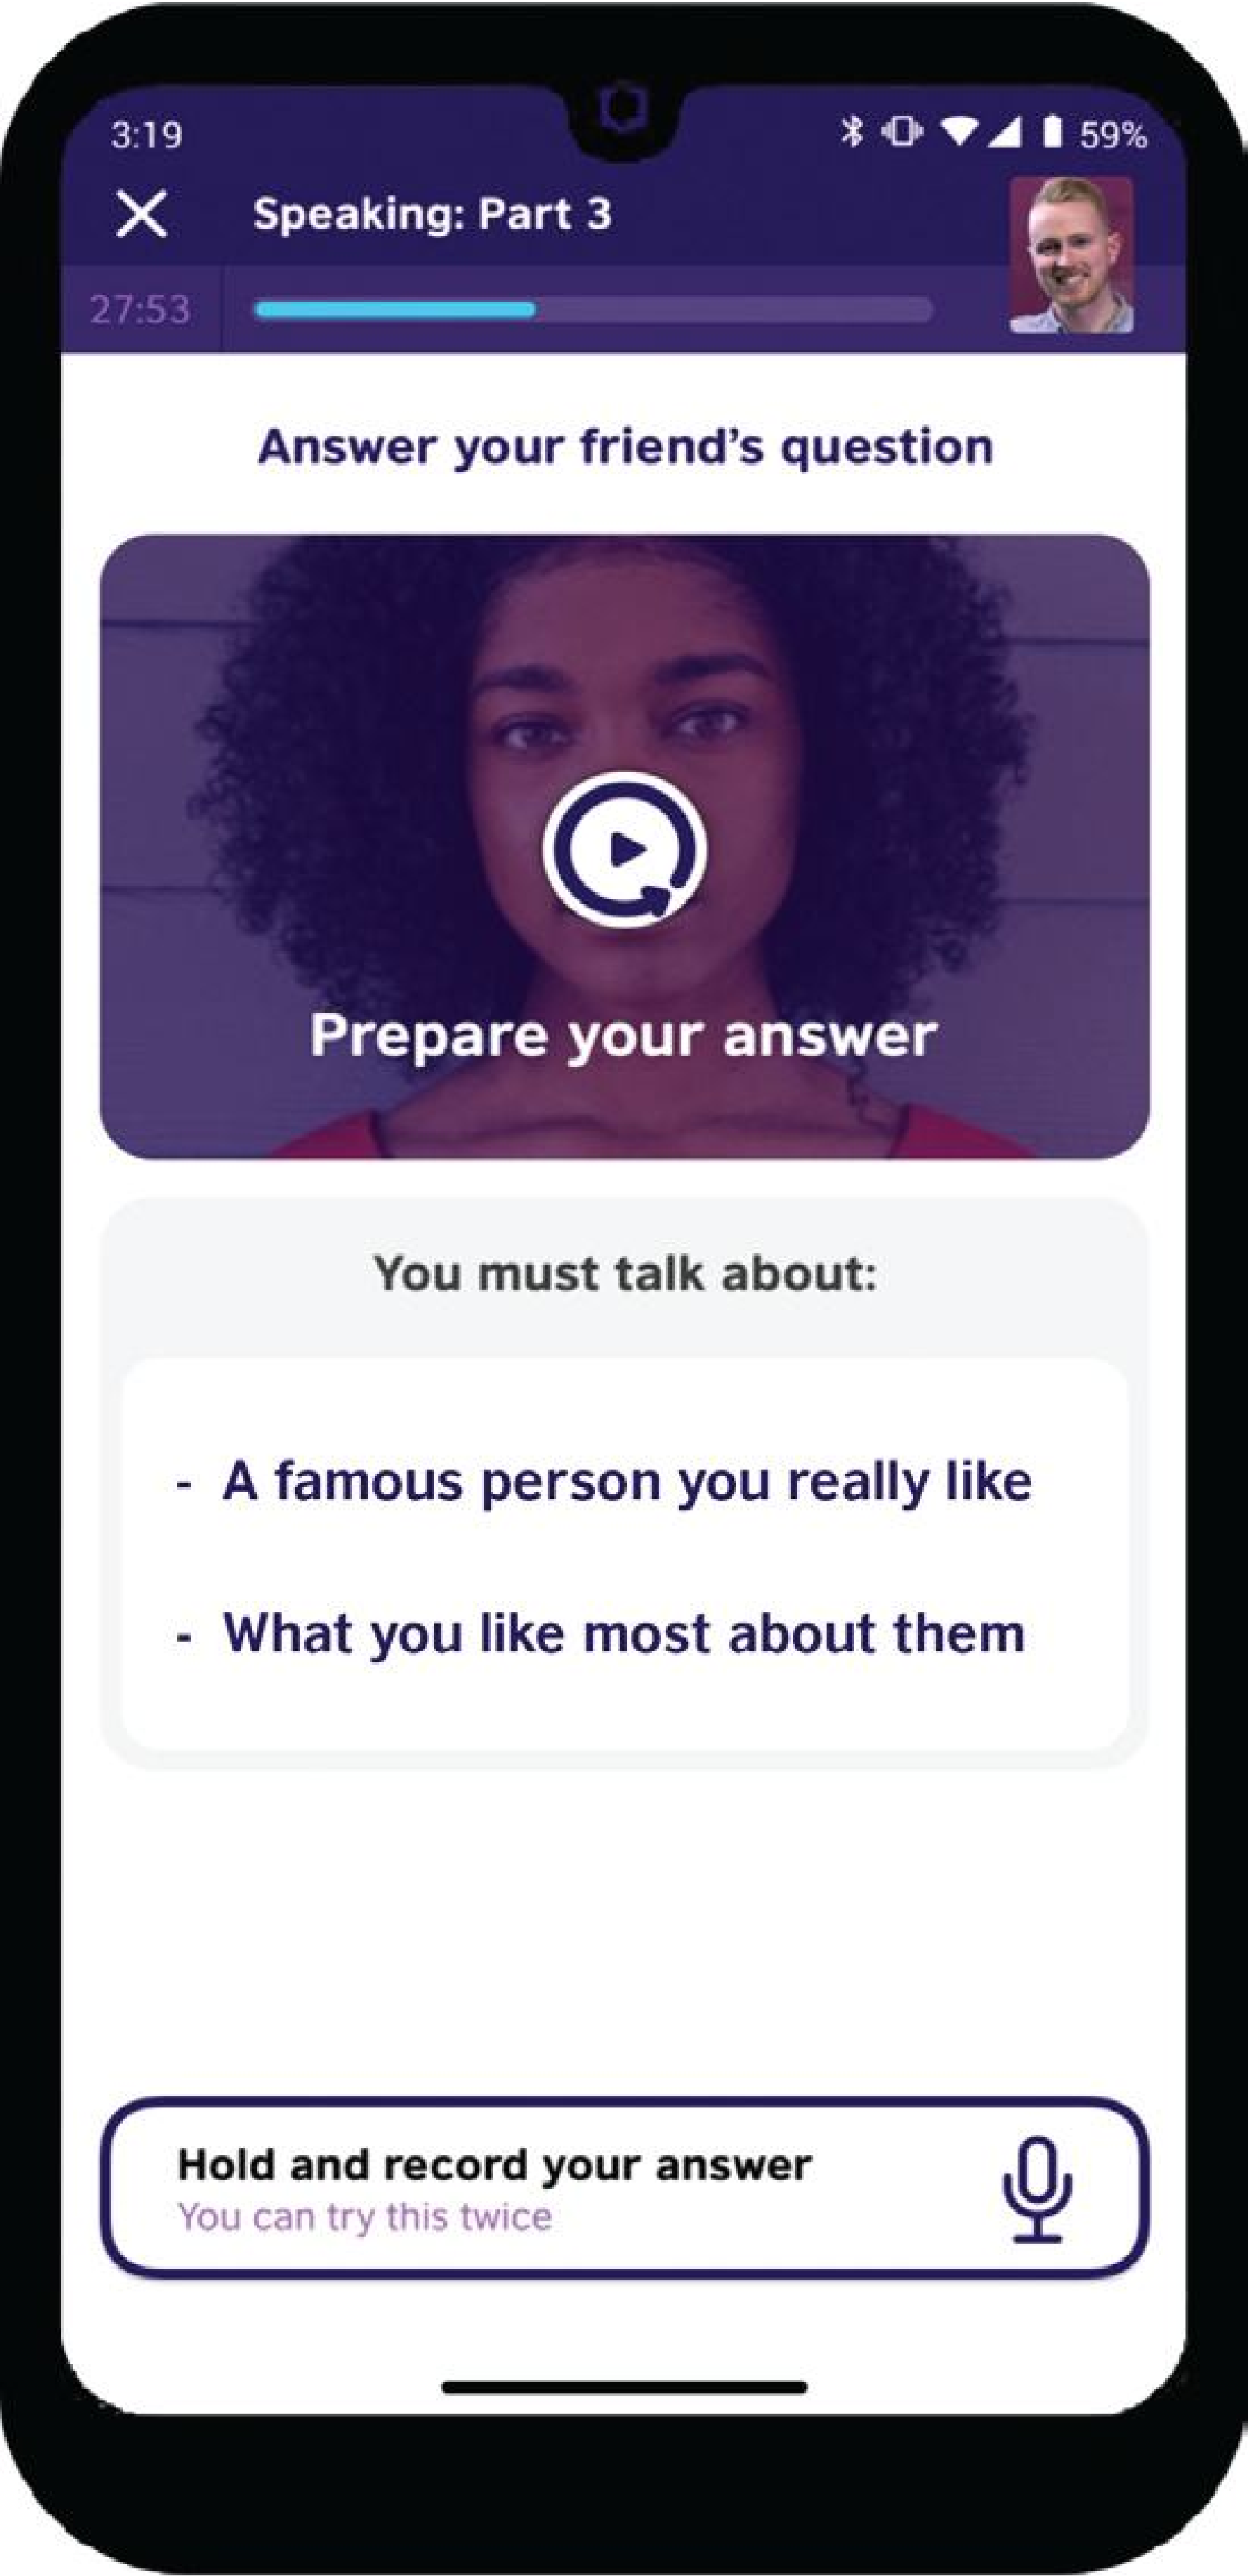 3:19
59%
Speaking: Part 3
27:53
Answer your friend’s question
Prepare your answer
You must talk about:
- A famous person you really like
- What you like most about them
Hold and record your answer
You can try this twice